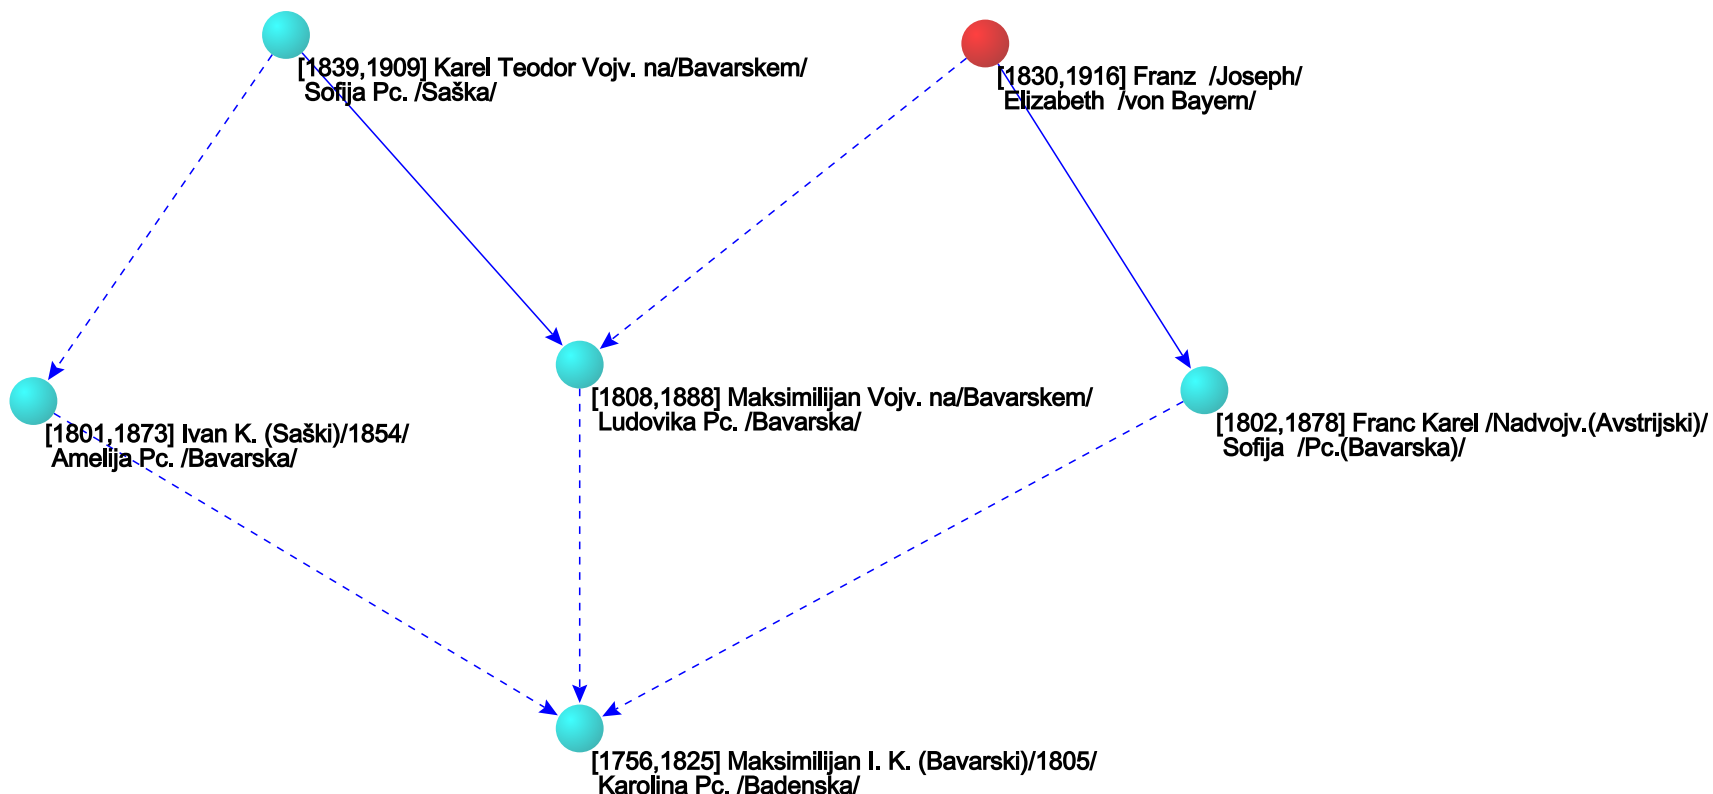 [1839,1909] Karel Teodor Vojv. na/Bavarskem/
Sofija Pc. /Saška/
[1830,1916] Franz /Joseph/
Elizabeth /von Bayern/
[1808,1888] Maksimilijan Vojv. na/Bavarskem/
Ludovika Pc. /Bavarska/
[1802,1878] Franc Karel /Nadvojv.(Avstrijski)/
Sofija /Pc.(Bavarska)/
[1801,1873] Ivan K. (Saški)/1854/
Amelija Pc. /Bavarska/
[1756,1825] Maksimilijan I. K. (Bavarski)/1805/
Karolina Pc. /Badenska/